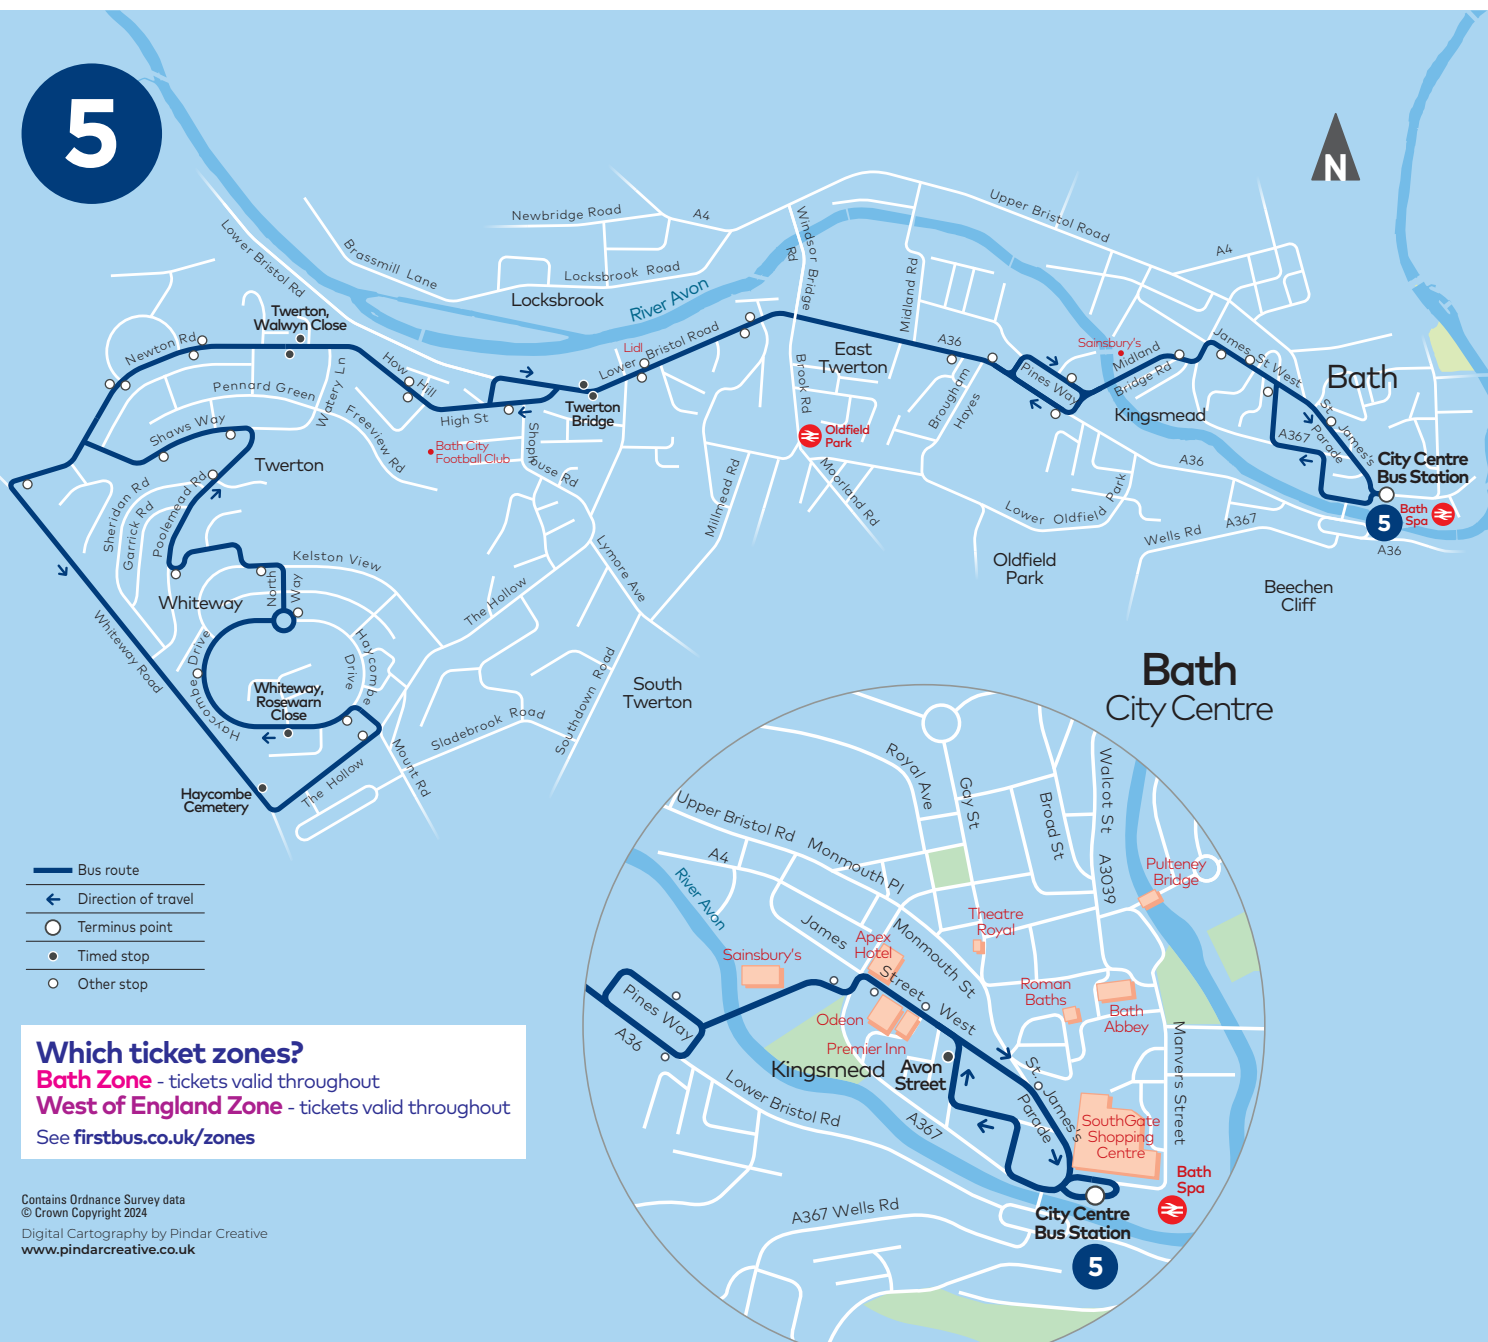 5
N
Newbridge Road
A4
Upper Bristol Road
A4
Lower Bristol Rd
Brassmill Lane
Locksbrook Road
Locksbrook
River Avon
Windsor Bridge
Rd
Midland Rd
Twerton,
Walwyn Close
Newton Rd
How
Hill
Lidl
Lower Bristol Road
East
Twerton
A36
Sainsbury's
Midland
Bridge Rd
James St West
Bath
Pennard Green
Watery Ln
Freeview Rd
High St
Twerton
Bridge
Brook Rd
Brougham
Hayes
Pines Way
Kingsmead
St. James's
Parade
A367
Shaws Way
Twerton
Bath City
Football Club
Shophouse Rd
Oldfield
Park
City Centre
Bus Station
Sheridan Rd
Garrick Rd
Poolemead Rd
Millmead Rd
Moorland Rd
A36
Lower Oldfield Park
Wells Rd
A367
5
Bath
Spa
A36
Kelston View
North
Way
Whiteway
The Hollow
Lymore Ave
Oldfield
Park
Beechen
Cliff
Whiteway Road
Haycombe Drive
Haycombe
Drive
Whiteway,
Rosewarn
Close
South
Twerton
Southdown Road
Sladebrook Road
Mount Rd
The Hollow
Haycombe
Cemetery
Bath
City Centre
Bus route
Direction of travel
Terminus point
Timed stop
Other stop
Which ticket zones?
Bath Zone - tickets valid throughout
West of England Zone - tickets valid throughout
See firstbus.co.uk/zones
Contains Ordnance Survey data
© Crown Copyright 2024
Digital Cartography by Pindar Creative
www.pindarcreative.co.uk
Royal Ave
Gay St
Broad St
Walcot St
A3039
Upper Bristol Rd
A4
Monmouth Pl
River Avon
Pulteney
Bridge
Theatre
Royal
James Street West
Apex
Hotel
Monmouth St
Sainsbury's
Roman
Baths
Bath
Abbey
Pines Way
A36
Odeon
Premier Inn
Kingsmead
Avon
Street
Manvers Street
Lower Bristol Rd
A367
St. James's
Parade
SouthGate
Shopping
Centre
Bath
Spa
A367 Wells Rd
City Centre
Bus Station
5